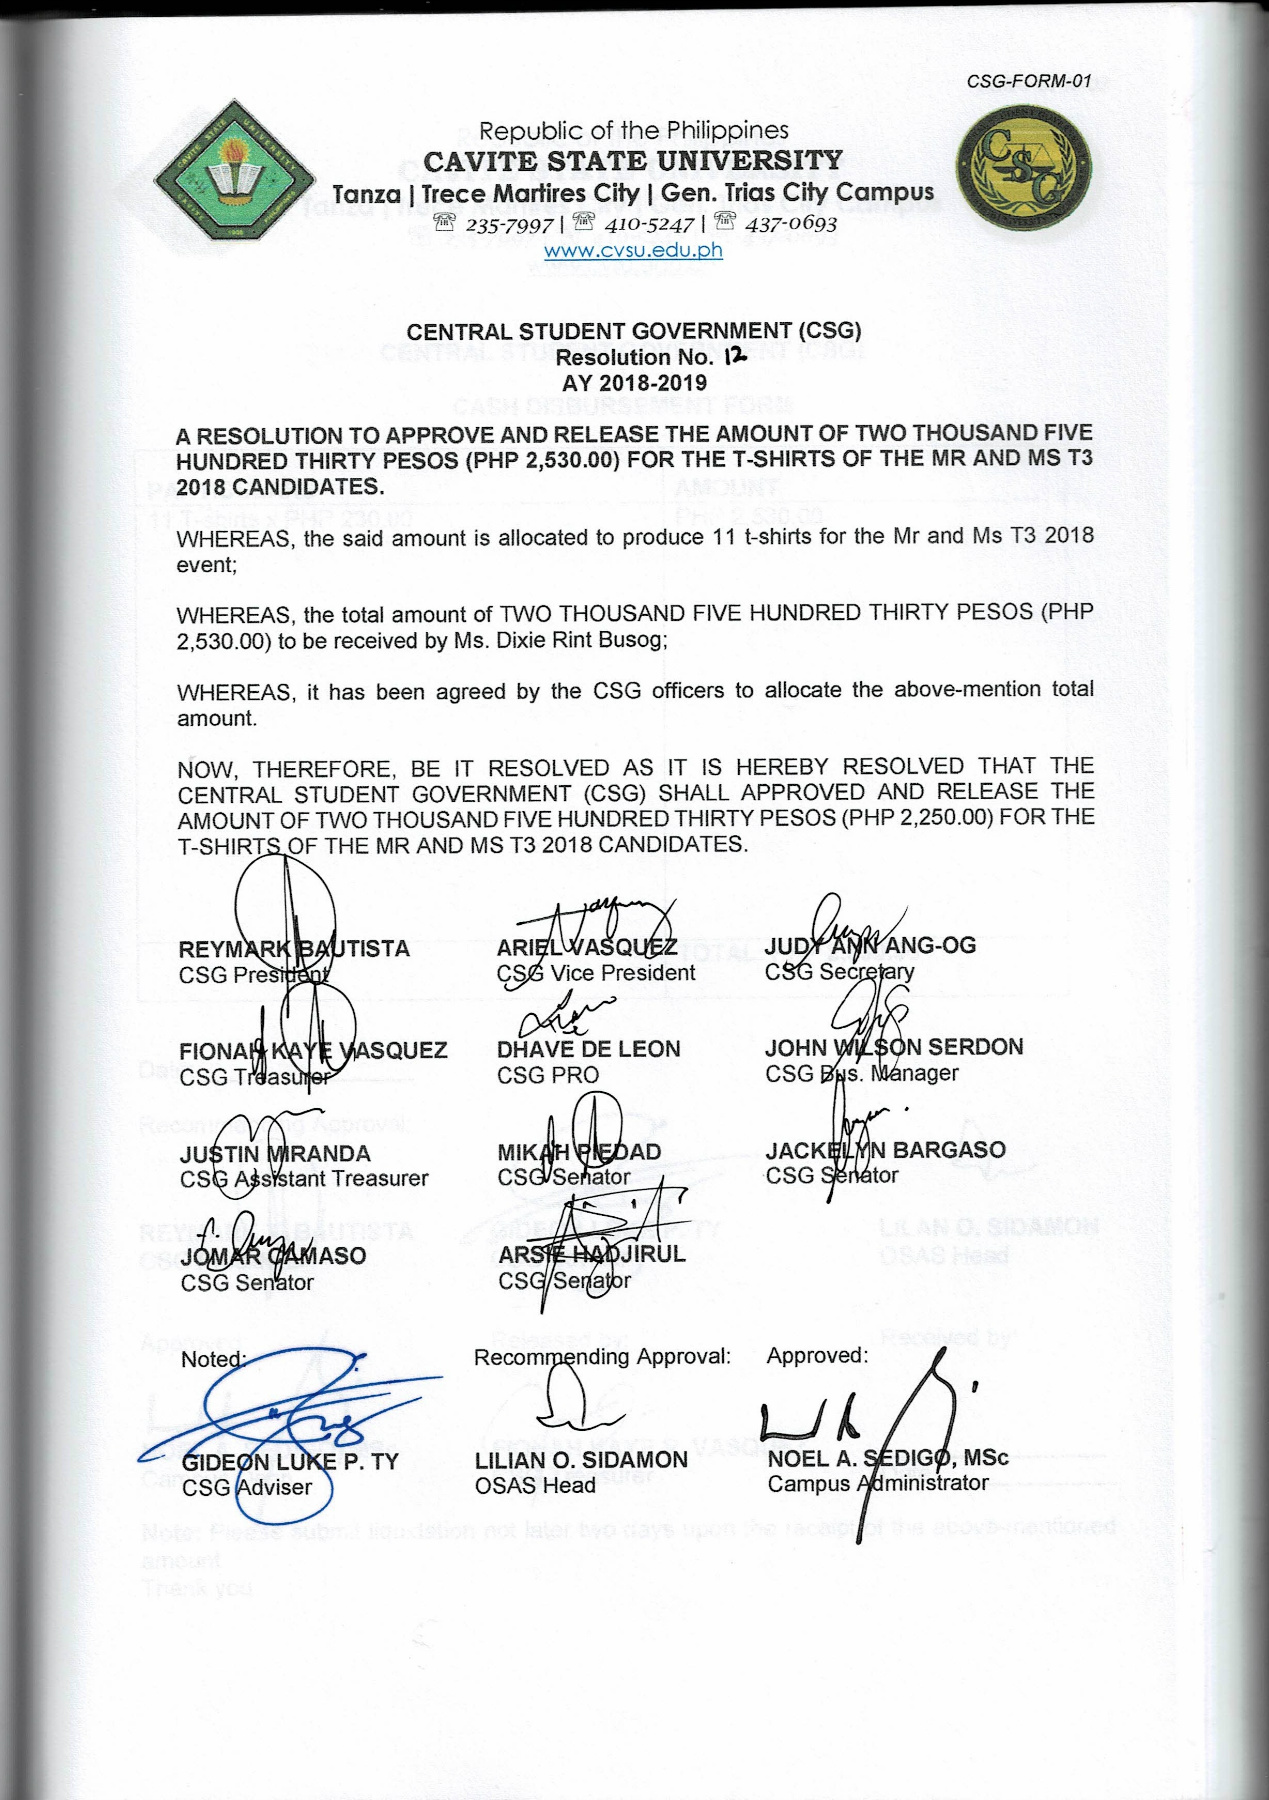 CSG-FORM-01
Republic of the Philippines
CAVITE STATE UNIVERSITY
Tanza | Trece Martires City | Gen. Trias City Campus
☏ 235-7997 | ☏ 410-5247 | ☏ 437-0693
www.cvsu.edu.ph
CAVITE STATE UNIVERSITY
CAVITE PHILIPPINES
1906
CSG
CENTRAL STUDENT GOVERNMENT (CSG)
Resolution No. 12
AY 2018-2019
A RESOLUTION TO APPROVE AND RELEASE THE AMOUNT OF TWO THOUSAND FIVE
HUNDRED THIRTY PESOS (PHP 2,530.00) FOR THE T-SHIRTS OF THE MR AND MS T3
2018 CANDIDATES.
WHEREAS, the said amount is allocated to produce 11 t-shirts for the Mr and Ms T3 2018
event;
WHEREAS, the total amount of TWO THOUSAND FIVE HUNDRED THIRTY PESOS (PHP
2,530.00) to be received by Ms. Dixie Rint Busog;
WHEREAS, it has been agreed by the CSG officers to allocate the above-mention total
amount.
NOW, THEREFORE, BE IT RESOLVED AS IT IS HEREBY RESOLVED THAT THE
CENTRAL STUDENT GOVERNMENT (CSG) SHALL APPROVED AND RELEASE THE
AMOUNT OF TWO THOUSAND FIVE HUNDRED THIRTY PESOS (PHP 2,250.00) FOR THE
T-SHIRTS OF THE MR AND MS T3 2018 CANDIDATES.
REYMARK BAUTISTA ARIEL VASQUEZ JUDY ANN ANG-OG
CSG President CSG Vice President CSG Secretary
FIONAH KAYE VASQUEZ DHAVE DE LEON JOHN WILSON SERDON
CSG Treasurer CSG PRO CSG Bus. Manager
JUSTIN MIRANDA MIKAH PIEDAD JACKELYN BARGASO
CSG Assistant Treasurer CSG Senator CSG Senator
JOMAR CAMASO ARSIE HADJIRUL
CSG Senator CSG Senator
Noted: Recommending Approval: Approved:
GIDEON LUKE P. TY LILIAN O. SIDAMON NOEL A. SEDIGO, MSc
CSG Adviser OSAS Head Campus Administrator